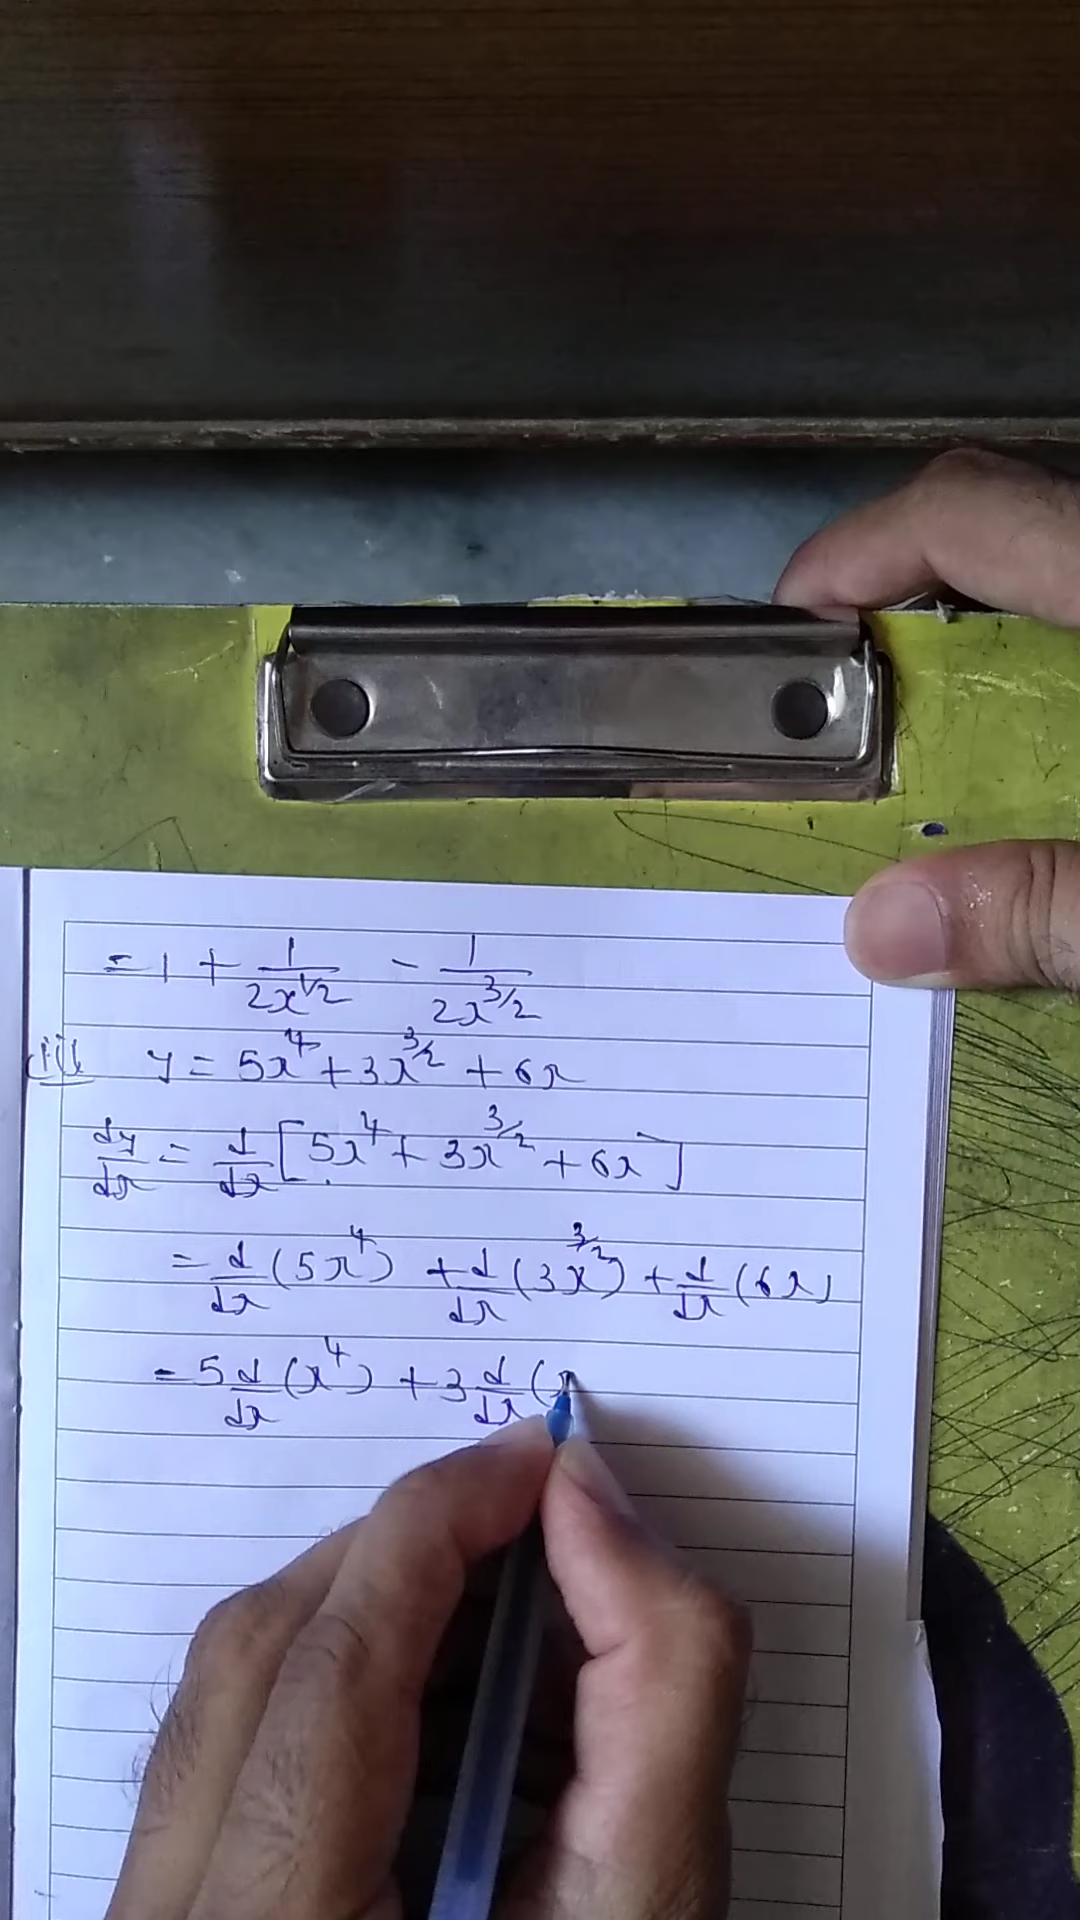 = 1 + 1/2x^1/2 - 1/2x^3/2
(iii) y = 5x^4 + 3x^3/2 + 6x
dy/dx = d/dx [5x^4 + 3x^3/2 + 6x]
= d/dx (5x^4) + d/dx (3x^3/2) + d/dx (6x)
= 5 d/dx (x^4) + 3 d/dx (x